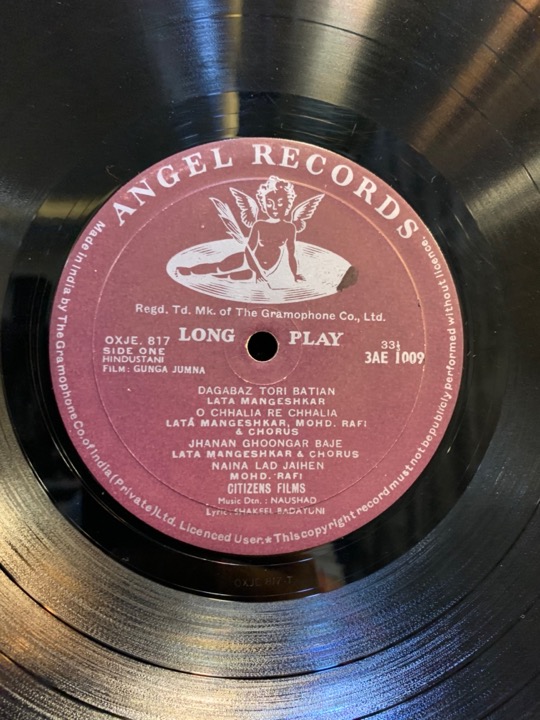 ANGEL RECORDS
Regd. Td. Mk. of The Gramophone Co., Ltd.
LONG PLAY
OXJE. 817
SIDE ONE
HINDUSTANI
FILM: GUNGA JUMNA
33⅓
3AE 1009
DAGABAZ TORI BATIAN
LATA MANGESHKAR
O CHHALIA RE CHHALIA
LATA MANGESHKAR, MOHD. RAFI
& CHORUS
JHANAN GHOONGAR BAJE
LATA MANGESHKAR & CHORUS
NAINA LAD JAIHEN
MOHD. RAFI
CITIZENS FILMS
Music Dtn. : NAUSHAD
Lyric: SHAKEEL BADAYUNI
Made in India by The Gramophone Co. of India (Private) Ltd. Licenced User.★This copyright record must not be publicly performed without licence.